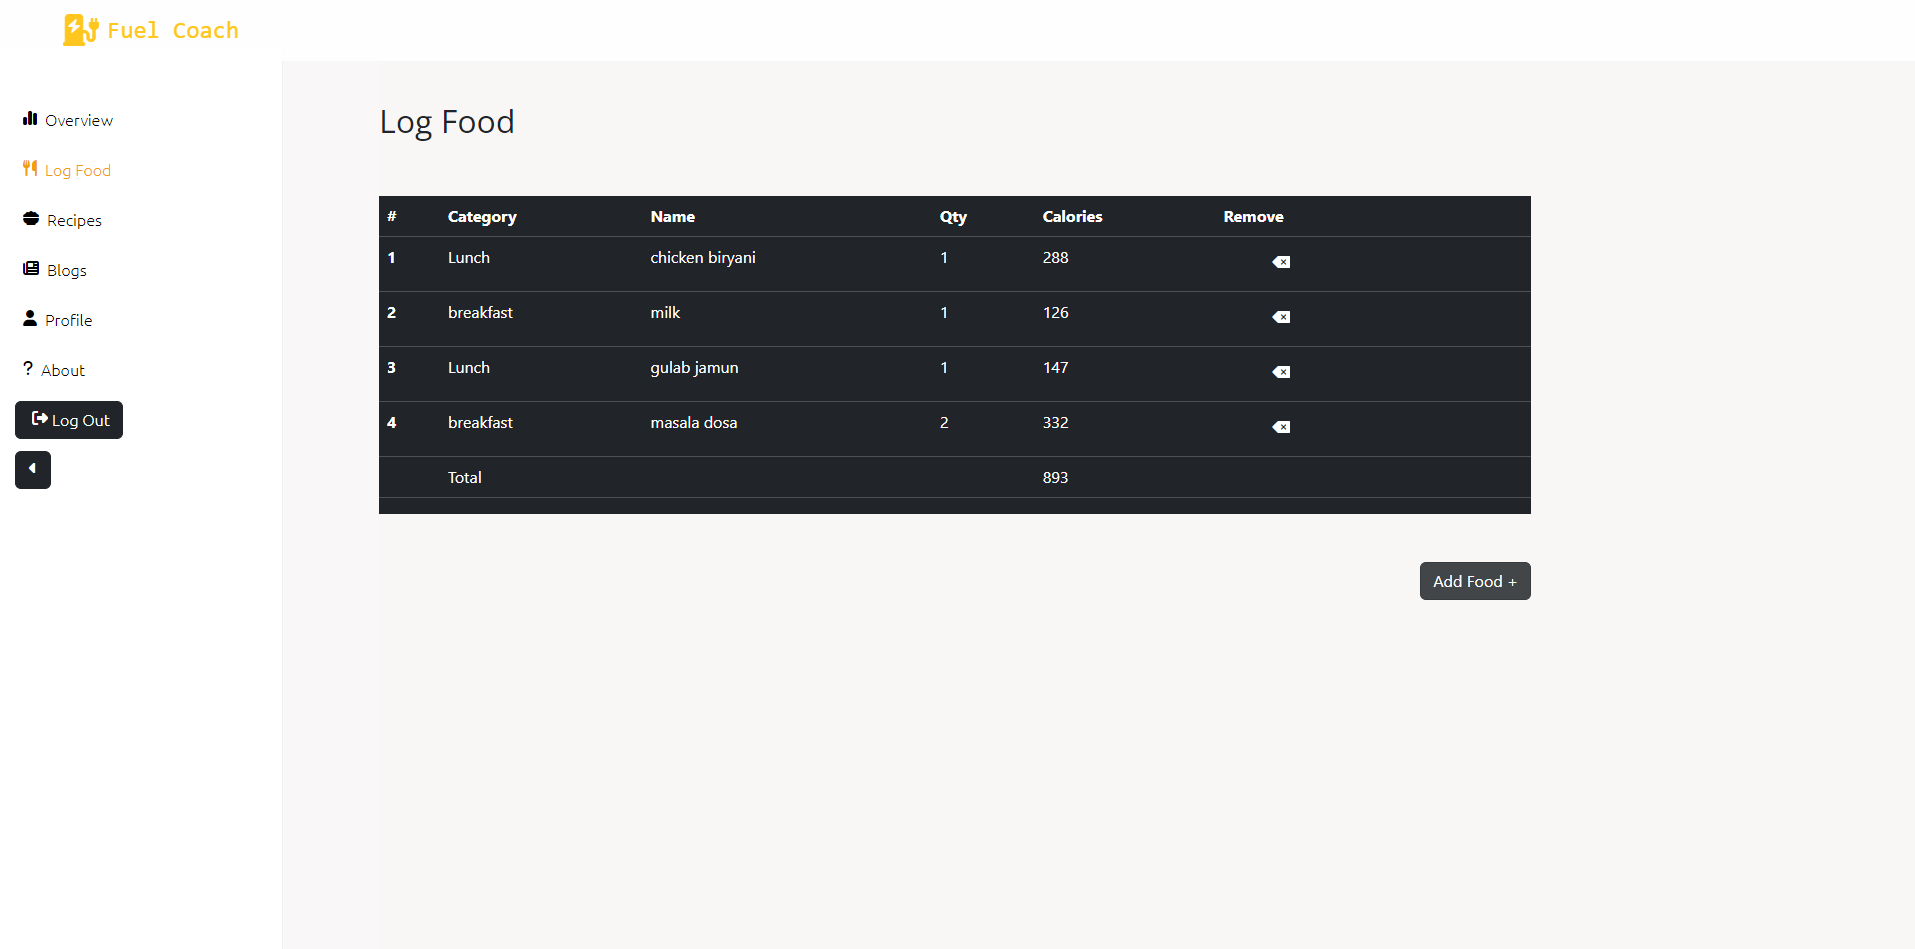 Fuel Coach
Overview
Log Food
Recipes
Blogs
Profile
? About
Log Out
Log Food
# Category Name Qty Calories Remove
1 Lunch chicken biryani 1 288
2 breakfast milk 1 126
3 Lunch gulab jamun 1 147
4 breakfast masala dosa 2 332
Total 893
Add Food +